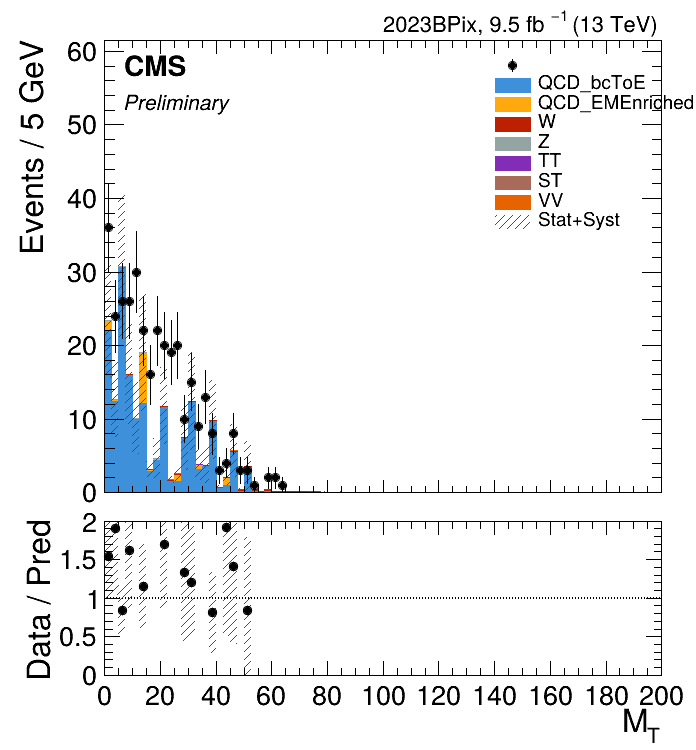 2023BPix, 9.5 fb⁻¹ (13 TeV)
CMS
Preliminary
QCD_bcToE
QCD_EMEnriched
W
Z
TT
ST
VV
Stat+Syst
Events / 5 GeV
60
50
40
30
20
10
0
Data / Pred
2
1.5
1
0.5
0
0 20 40 60 80 100 120 140 160 180 200
M_T